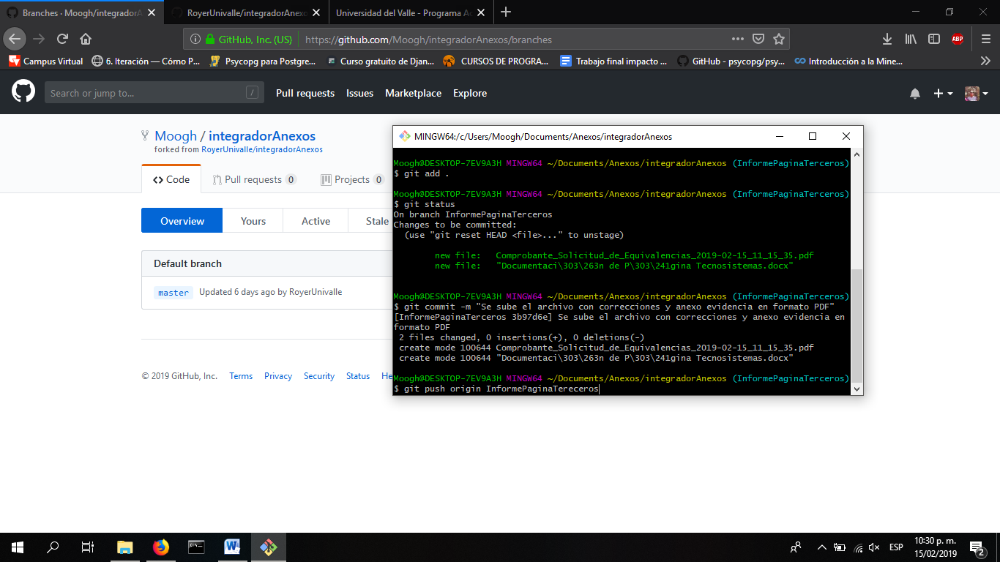 Branches · Moogh/integradorA
RoyerUnivalle/integradorAnexo
Universidad del Valle - Programa Ac
GitHub, Inc. (US)
https://github.com/Moogh/integradorAnexos/branches
ABP
Campus Virtual
6. Iteración — Cómo P...
Psycopg para Postgre...
Curso gratuito de Djan...
CURSOS DE PROGRA...
Trabajo final impacto ...
GitHub - psycopg/psy...
Introducción a la Mine...
Search or jump to...
/
Pull requests
Issues
Marketplace
Explore
Moogh / integradorAnexos
forked from RoyerUnivalle/integradorAnexos
Code
Pull requests 0
Projects 0
Overview
Yours
Active
Stale
Default branch
master
Updated 6 days ago by RoyerUnivalle
© 2019 GitHub, Inc.
Terms
Privacy
Security
Status
He
MINGW64:/c/Users/Moogh/Documents/Anexos/integradorAnexos
Moogh@DESKTOP-7EV9A3H MINGW64 ~/Documents/Anexos/integradorAnexos (InformePaginaTerceros)
$ git add .
Moogh@DESKTOP-7EV9A3H MINGW64 ~/Documents/Anexos/integradorAnexos (InformePaginaTerceros)
$ git status
On branch InformePaginaTerceros
Changes to be committed:
(use "git reset HEAD <file>..." to unstage)
new file: Comprobante_Solicitud_de_Equivalencias_2019-02-15_11_15_35.pdf
new file: "Documentaci\303\263n de P\303\241gina Tecnosistemas.docx"
Moogh@DESKTOP-7EV9A3H MINGW64 ~/Documents/Anexos/integradorAnexos (InformePaginaTerceros)
$ git commit -m "Se sube el archivo con correcciones y anexo evidencia en formato PDF"
[InformePaginaTerceros 3b97d6e] Se sube el archivo con correcciones y anexo evidencia en
formato PDF
2 files changed, 0 insertions(+), 0 deletions(-)
create mode 100644 Comprobante_Solicitud_de_Equivalencias_2019-02-15_11_15_35.pdf
create mode 100644 "Documentaci\303\263n de P\303\241gina Tecnosistemas.docx"
Moogh@DESKTOP-7EV9A3H MINGW64 ~/Documents/Anexos/integradorAnexos (InformePaginaTerceros)
$ git push origin InformePaginaTereceros
ESP
10:30 p. m.
15/02/2019
2